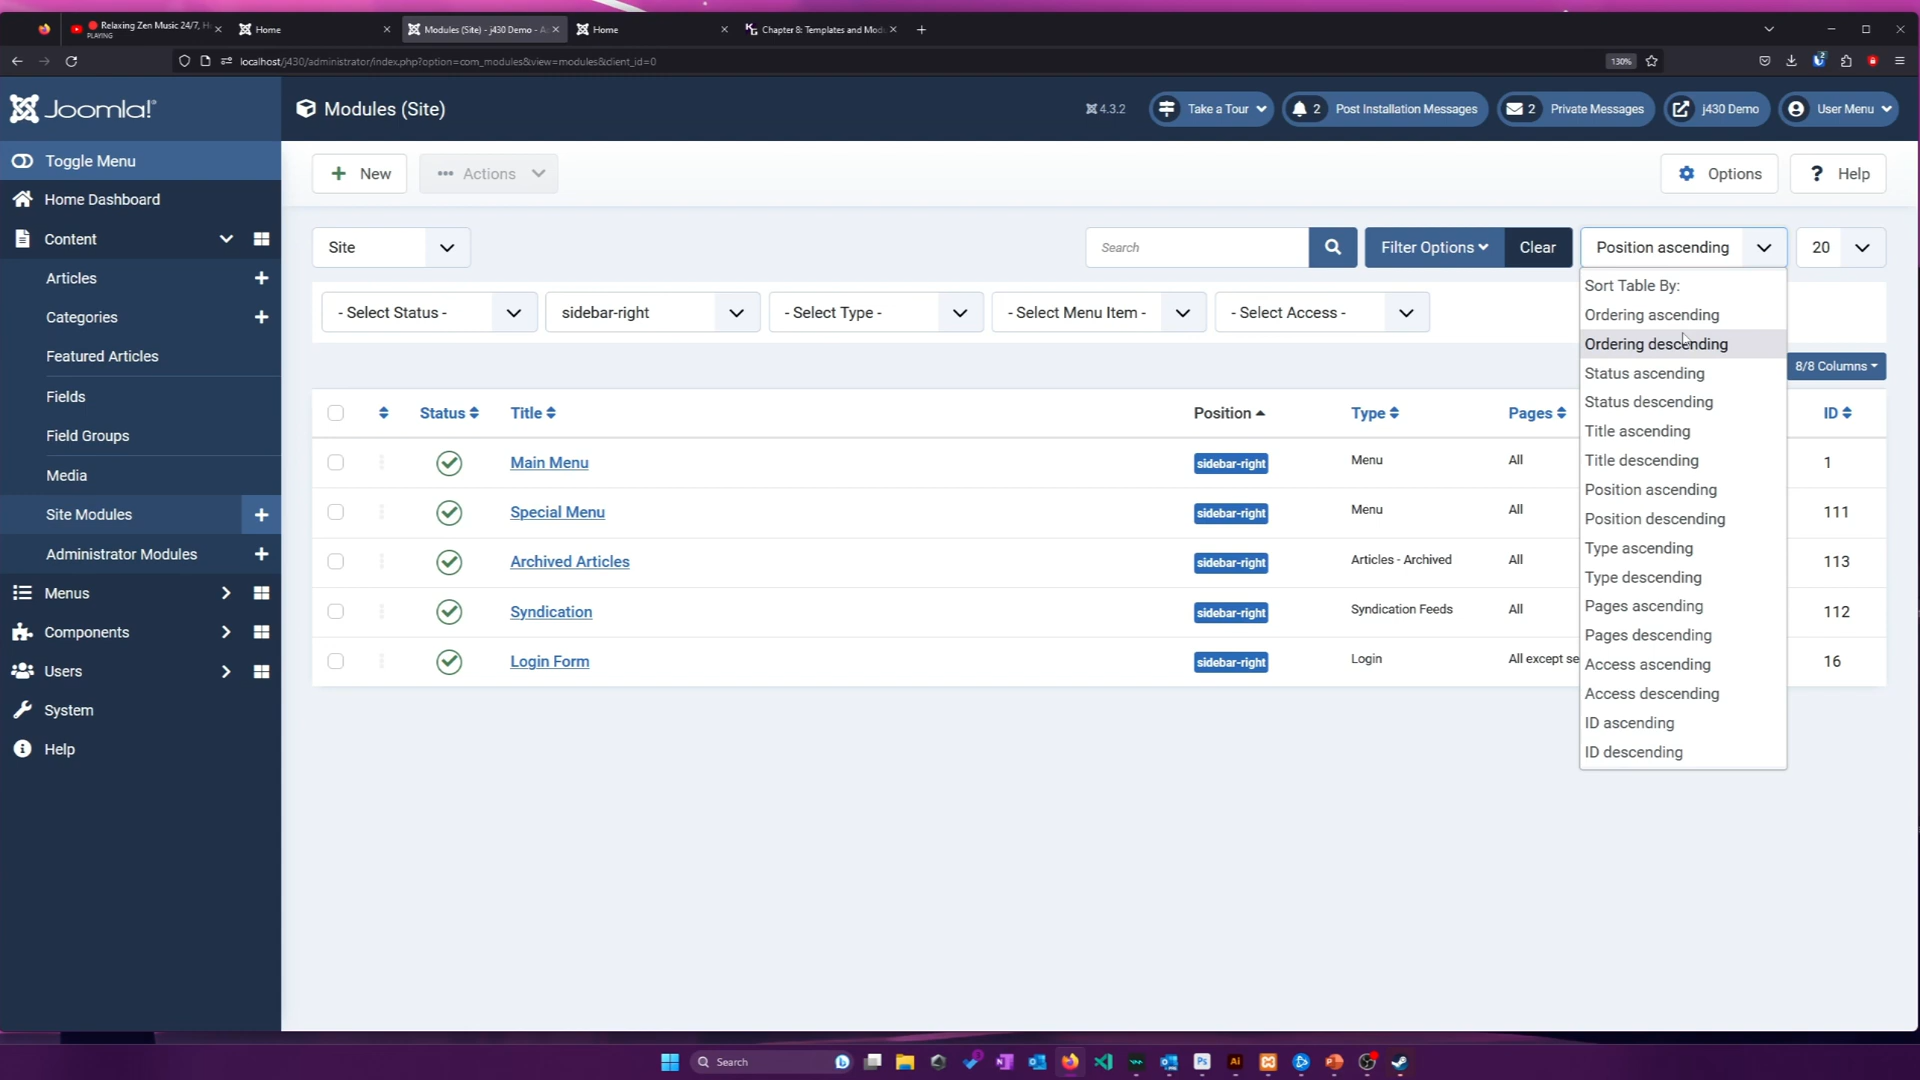 Relaxing Zen Music 24/7, H
PLAYING
Home
Modules (Site) - j430 Demo - A
Home
Chapter 8: Templates and Modu
localhost/j430/administrator/index.php?option=com_modules&view=modules&client_id=0
130%
2
Joomla!
Modules (Site)
4.3.2
Take a Tour
2 Post Installation Messages
2 Private Messages
j430 Demo
User Menu
Toggle Menu
Home Dashboard
Content
Articles
Categories
Featured Articles
Fields
Field Groups
Media
Site Modules
Administrator Modules
Menus
Components
Users
System
Help
New
Actions
Options
Help
Site
Search
Filter Options
Clear
Position ascending
20
- Select Status -
sidebar-right
- Select Type -
- Select Menu Item -
- Select Access -
Sort Table By:
Ordering ascending
Ordering descending
Status ascending
Status descending
Title ascending
Title descending
Position ascending
Position descending
Type ascending
Type descending
Pages ascending
Pages descending
Access ascending
Access descending
ID ascending
ID descending
8/8 Columns
Status Title Position Type Pages ID
Main Menu sidebar-right Menu All 1
Special Menu sidebar-right Menu All 111
Archived Articles sidebar-right Articles - Archived All 113
Syndication sidebar-right Syndication Feeds All 112
Login Form sidebar-right Login All except se 16
Search